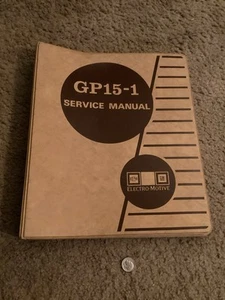 GP15-1
SERVICE MANUAL
ELECTRO-MOTIVE